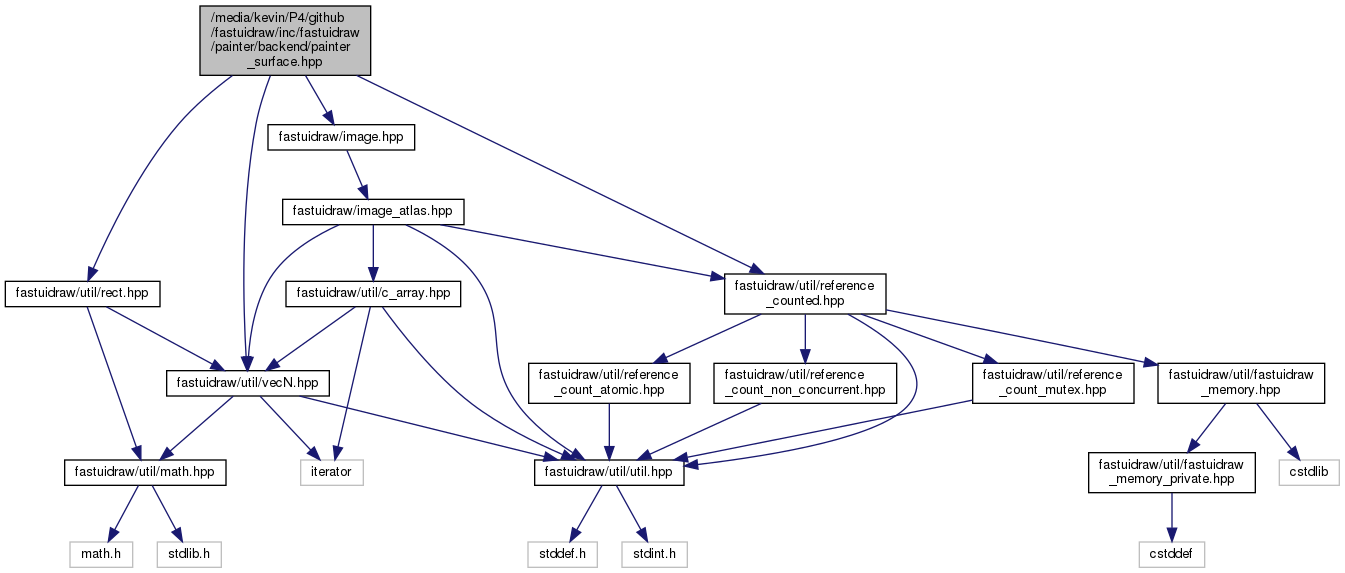 /media/kevin/P4/github
/fastuidraw/inc/fastuidraw
/painter/backend/painter
_surface.hpp
fastuidraw/image.hpp
fastuidraw/image_atlas.hpp
fastuidraw/util/rect.hpp
fastuidraw/util/c_array.hpp
fastuidraw/util/reference
_counted.hpp
fastuidraw/util/vecN.hpp
fastuidraw/util/reference
_count_atomic.hpp
fastuidraw/util/reference
_count_non_concurrent.hpp
fastuidraw/util/reference
_count_mutex.hpp
fastuidraw/util/fastuidraw
_memory.hpp
fastuidraw/util/math.hpp
iterator
fastuidraw/util/util.hpp
fastuidraw/util/fastuidraw
_memory_private.hpp
cstdlib
math.h
stdlib.h
stddef.h
stdint.h
cstddef